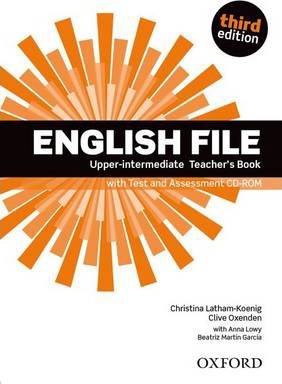 third
edition
ENGLISH FILE
Upper-intermediate Teacher's Book
with Test and Assessment CD-ROM
Christina Latham-Koenig
Clive Oxenden
with Anna Lowy
Beatriz Martín García
OXFORD